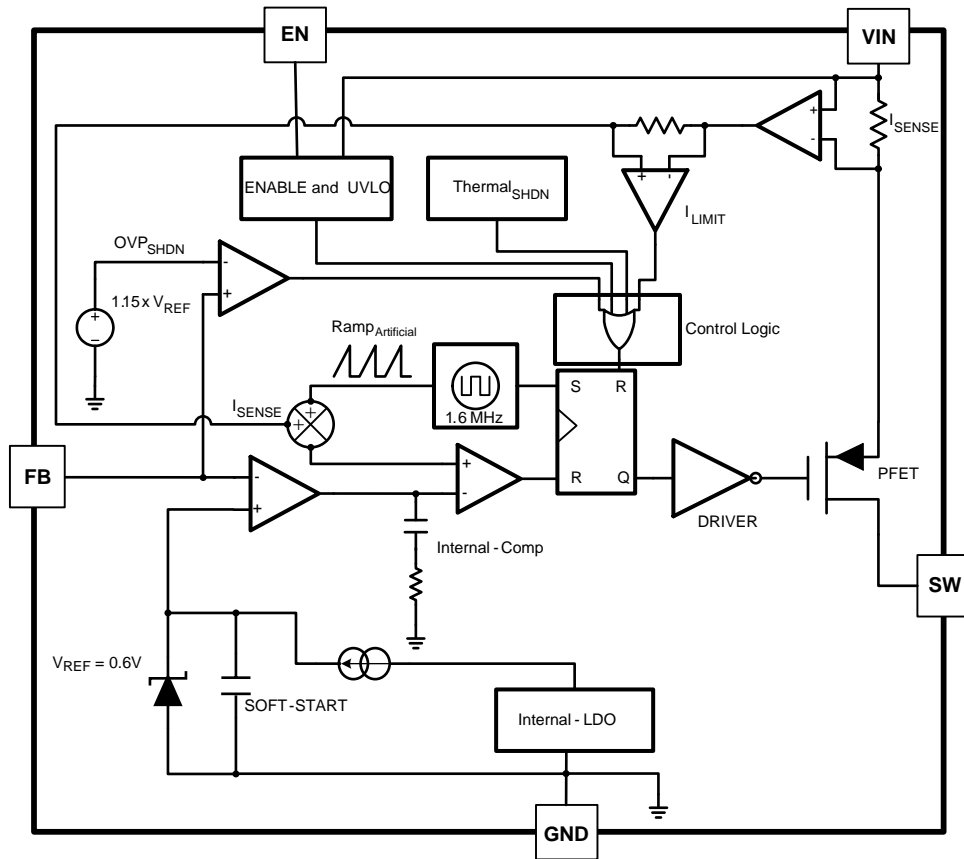 EN
VIN
+
-
ISENSE
+
-
ENABLE and UVLO
ThermalSHDN
ILIMIT
OVPSHDN
-
+
1.15 x VREF
+
−
Control Logic
RampArtificial
1.6 MHz
S
R
R
Q
ISENSE
+
+
+
-
FB
-
+
DRIVER
PFET
Internal - Comp
SW
VREF = 0.6V
SOFT-START
Internal - LDO
GND